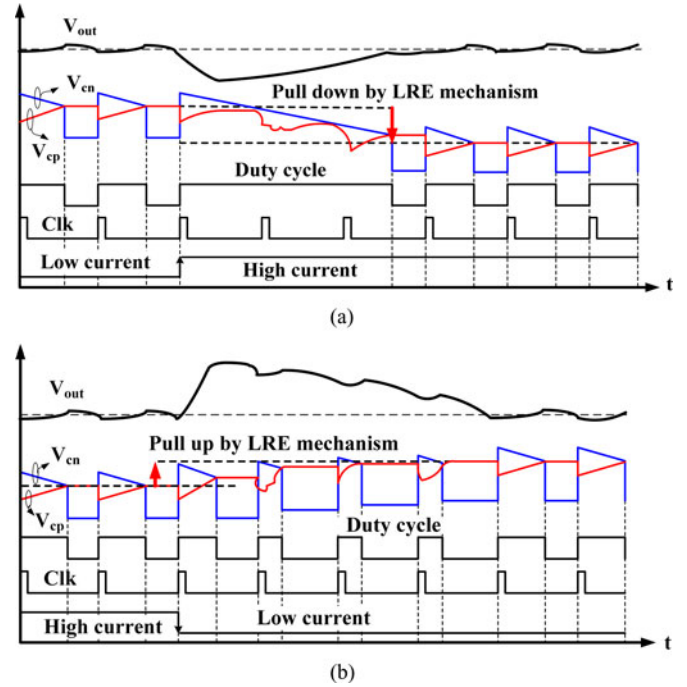 Vout
Vcn
Pull down by LRE mechanism
Vcp
Duty cycle
Clk
Low current
High current
t
(a)
Vout
Pull up by LRE mechanism
Vcn
Vcp
Duty cycle
Clk
High current
Low current
t
(b)